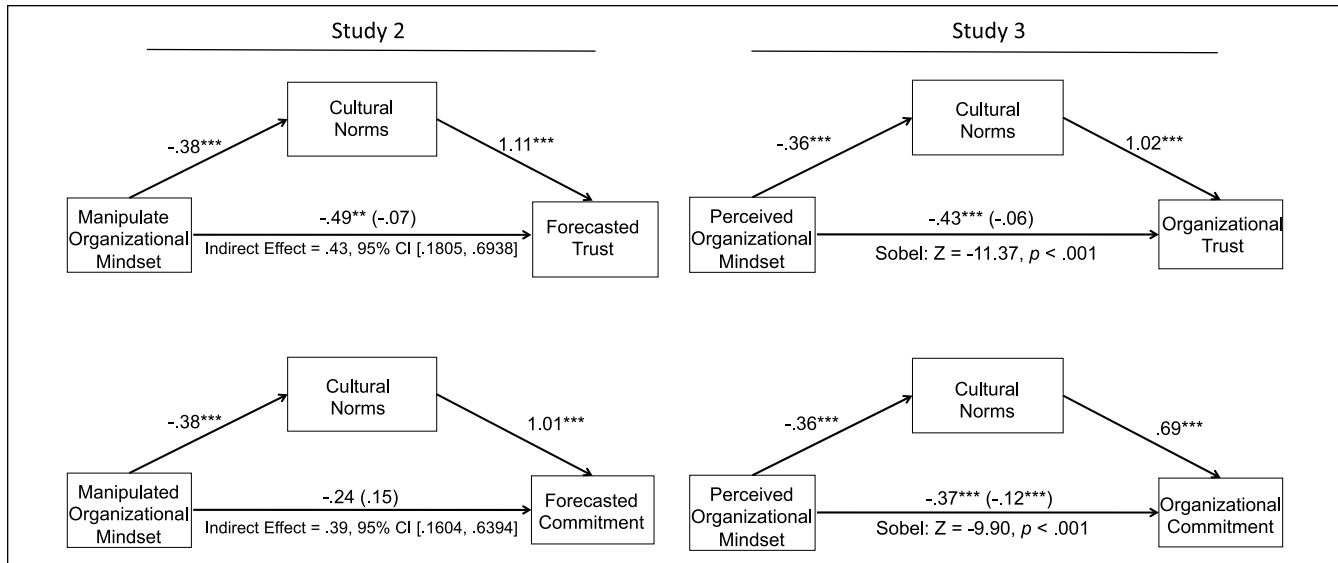 Study 2
Cultural
Norms
-.38***
1.11***
Manipulate
Organizational
Mindset
-.49** (-.07)
Indirect Effect = .43, 95% CI [.1805, .6938]
Forecasted
Trust
Cultural
Norms
-.38***
1.01***
Manipulated
Organizational
Mindset
-.24 (.15)
Indirect Effect = .39, 95% CI [.1604, .6394]
Forecasted
Commitment
Study 3
Cultural
Norms
-.36***
1.02***
Perceived
Organizational
Mindset
-.43*** (-.06)
Sobel: Z = -11.37, p < .001
Organizational
Trust
Cultural
Norms
-.36***
.69***
Perceived
Organizational
Mindset
-.37*** (-.12***)
Sobel: Z = -9.90, p < .001
Organizational
Commitment